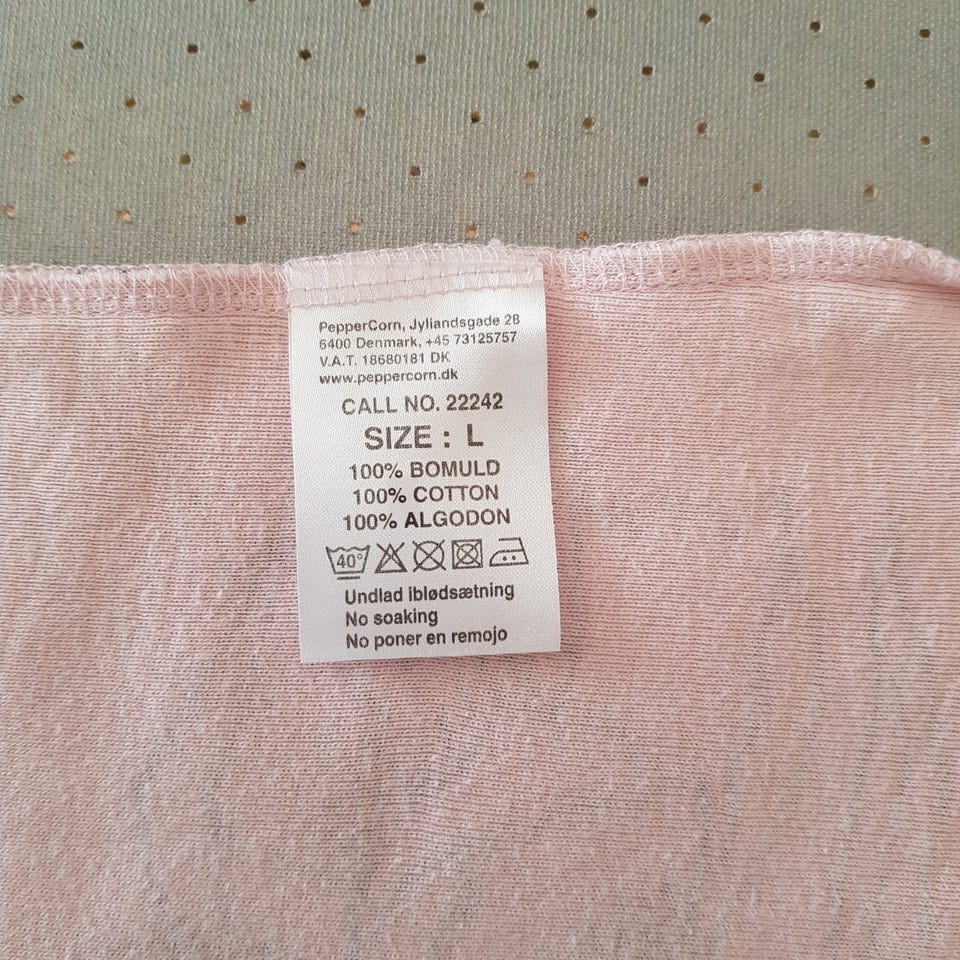 PepperCorn, Jyllandsgade 28
6400 Denmark, +45 73125757
V.A.T. 18680181 DK
www.peppercorn.dk
CALL NO. 22242
SIZE : L
100% BOMULD
100% COTTON
100% ALGODON
40°
Undlad iblødsætning
No soaking
No poner en remojo